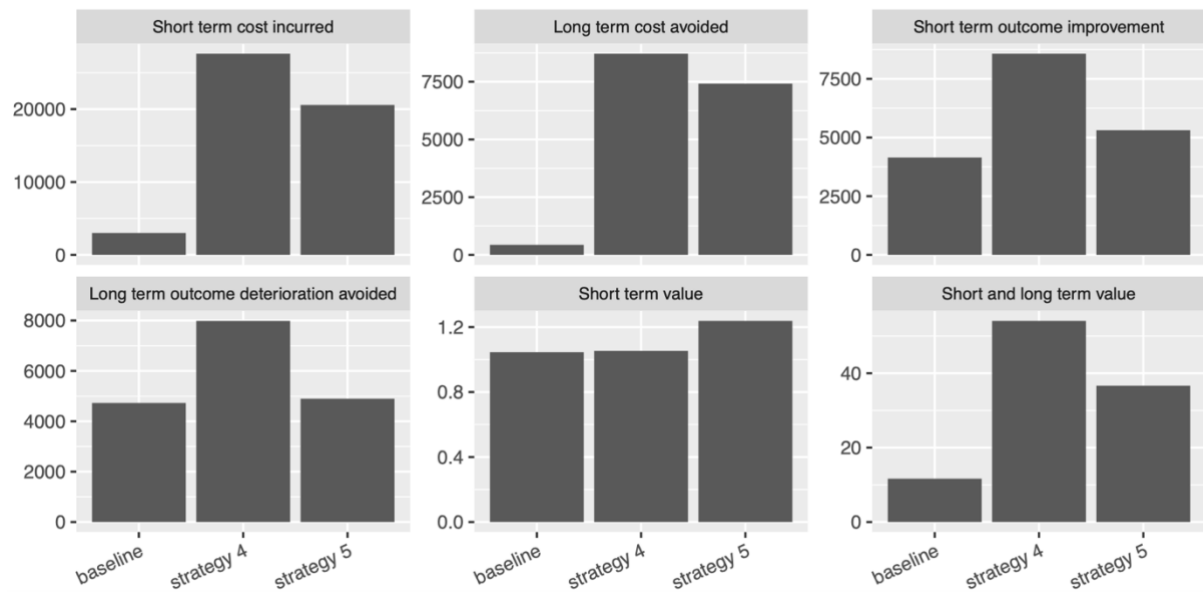 Short term cost incurred
Long term cost avoided
Short term outcome improvement
20000
10000
0
7500
5000
2500
0
7500
5000
2500
0
Long term outcome deterioration avoided
Short term value
Short and long term value
8000
6000
4000
2000
0
1.2
0.8
0.4
0.0
40
20
0
baseline
strategy 4
strategy 5
baseline
strategy 4
strategy 5
baseline
strategy 4
strategy 5